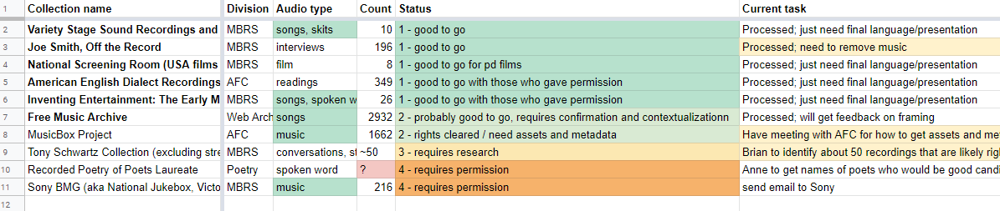 1 Collection name Division Audio type Count Status Current task
2 Variety Stage Sound Recordings and MBRS songs, skits 10 1 - good to go Processed; just need final language/presentation
3 Joe Smith, Off the Record MBRS interviews 196 1 - good to go Processed; need to remove music
4 National Screening Room (USA films MBRS film 8 1 - good to go for pd films Processed; just need final language/presentation
5 American English Dialect Recordings AFC readings 349 1 - good to go with those who gave permission Processed; just need final language/presentation
6 Inventing Entertainment: The Early M MBRS songs, spoken w 26 1 - good to go with those who gave permission Processed; just need final language/presentation
7 Free Music Archive Web Arch songs 2932 2 - probably good to go, requires confirmation and contextualizationn Processed; will get feedback on framing
8 MusicBox Project AFC music 1662 2 - rights cleared / need assets and metadata Have meeting with AFC for how to get assets and me
9 Tony Schwartz Collection (excluding stre MBRS conversations, st ~50 3 - requires research Brian to identify about 50 recordings that are likely righ
10 Recorded Poetry of Poets Laureate Poetry spoken word ? 4 - requires permission Anne to get names of poets who would be good candi
11 Sony BMG (aka National Jukebox, Victo MBRS music 216 4 - requires permission send email to Sony
12